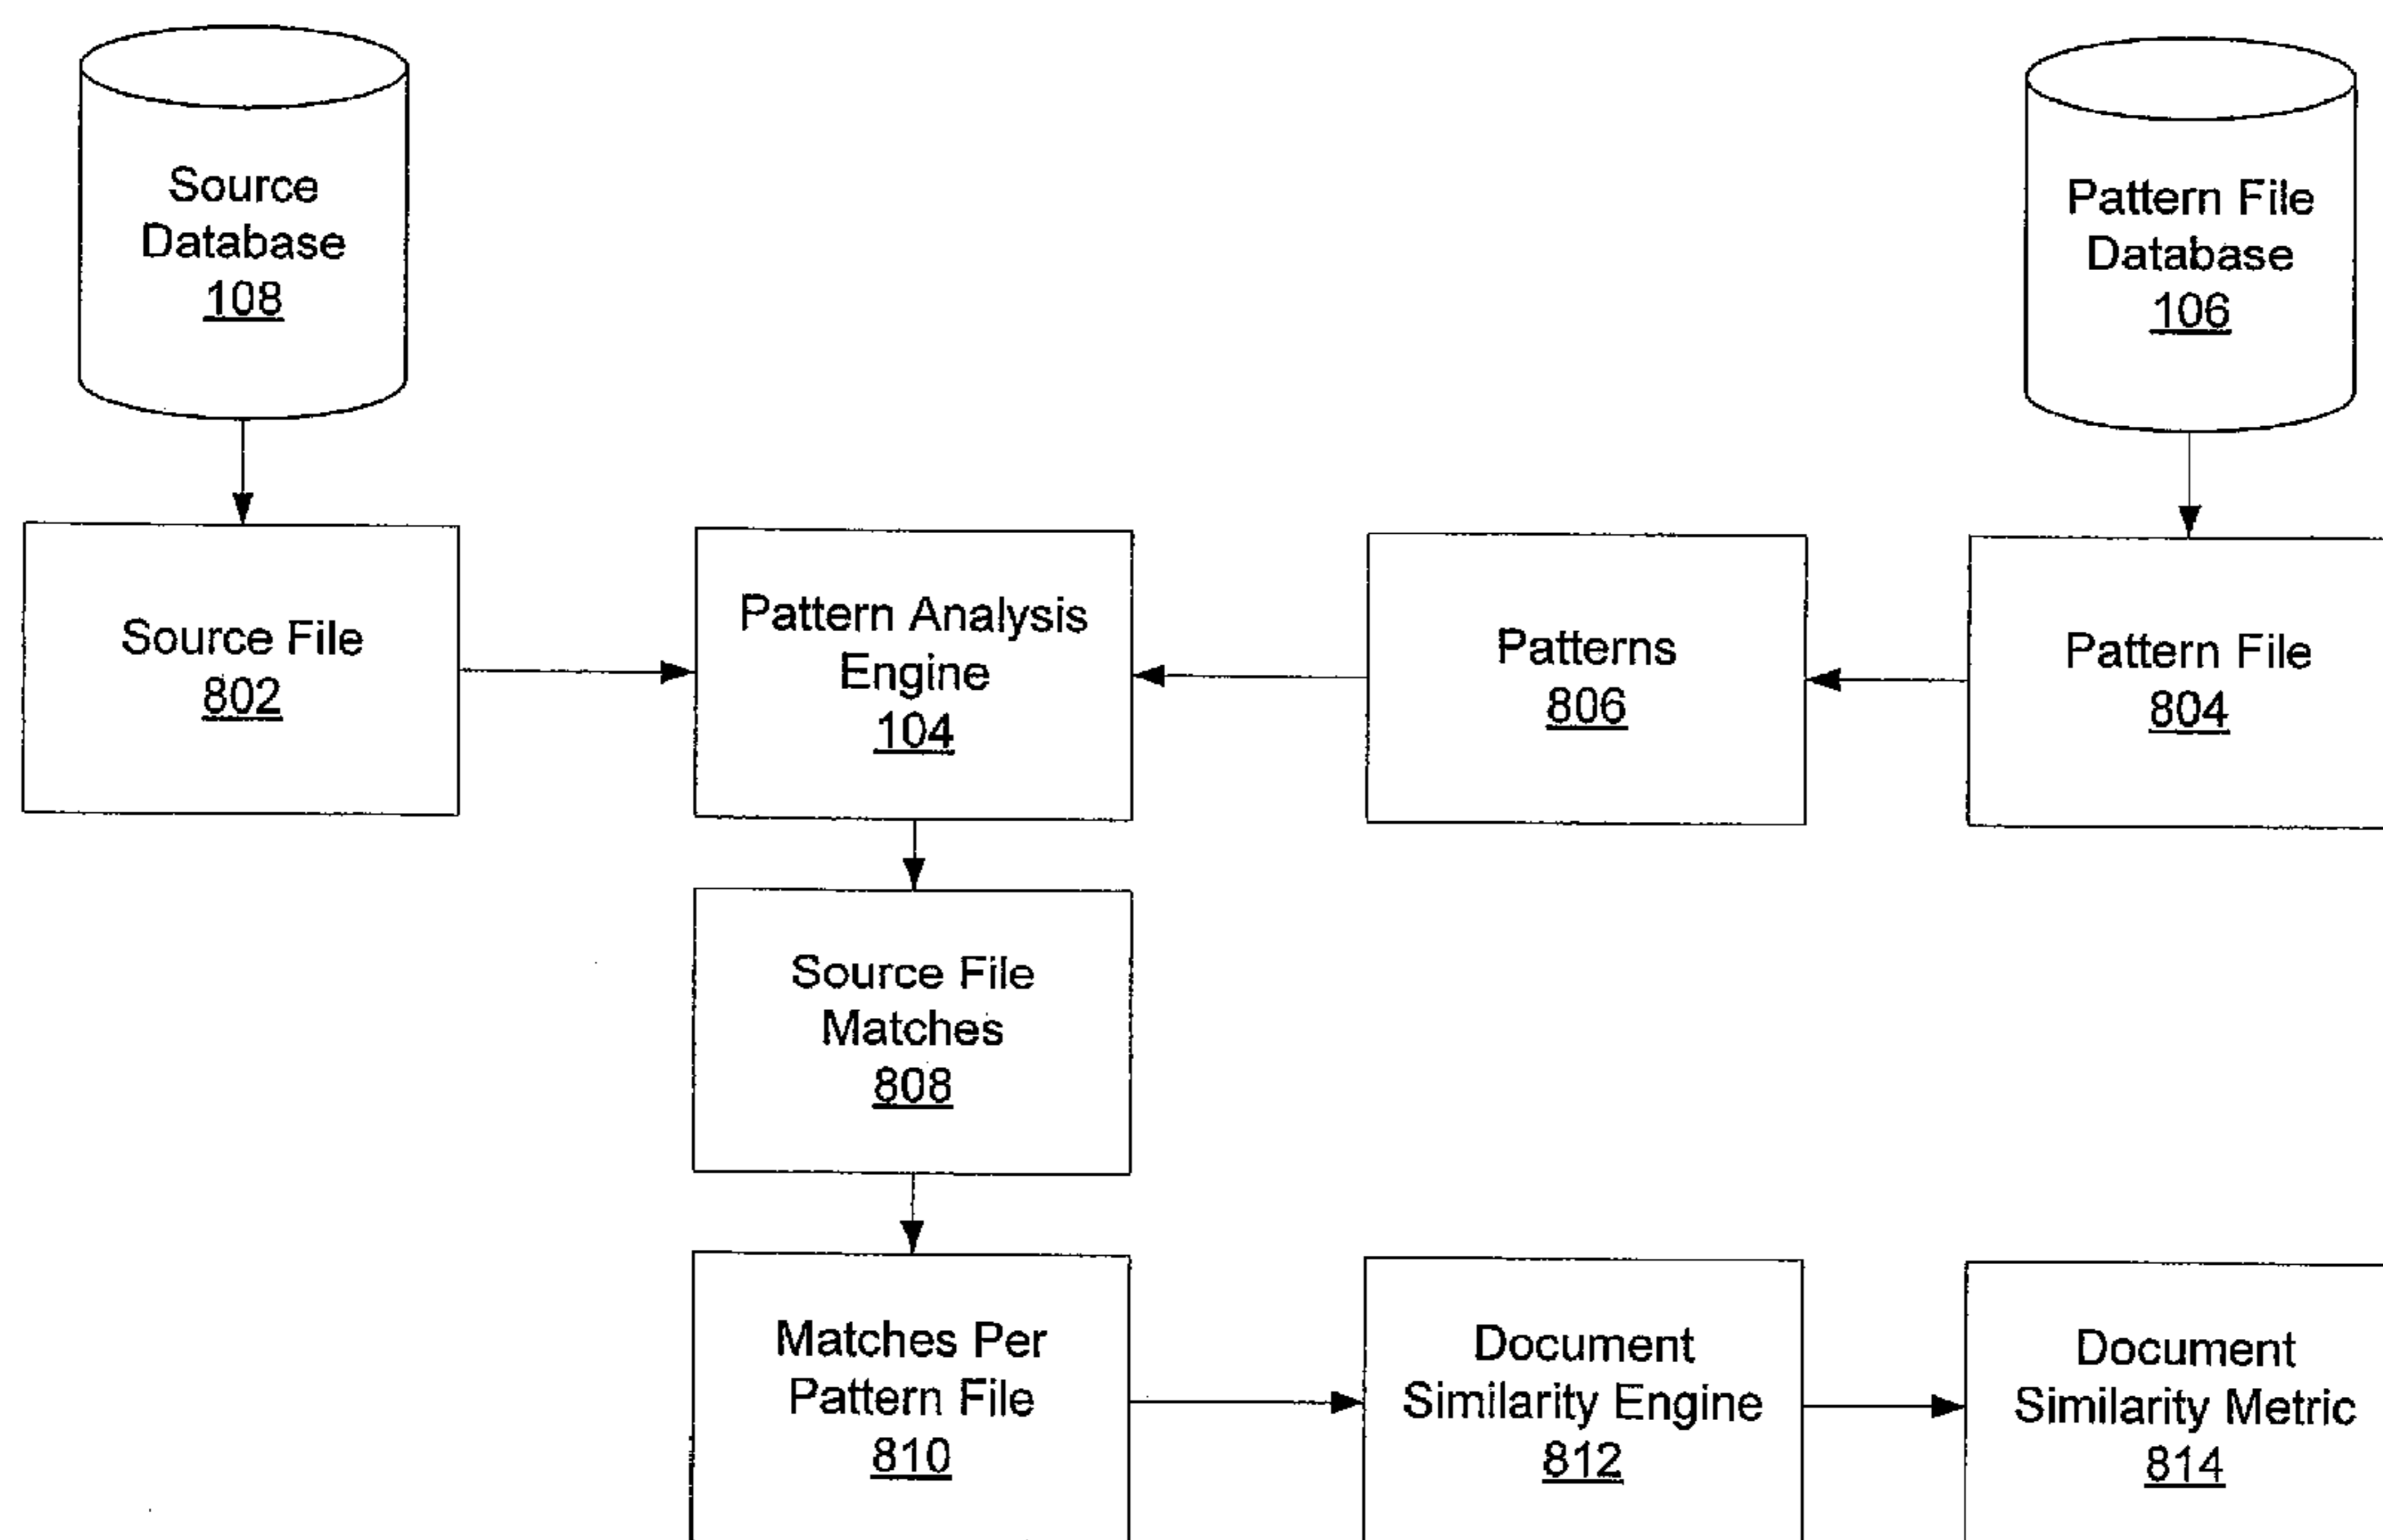 Source
Database
108
Pattern File
Database
106
Source File
802
Pattern Analysis
Engine
104
Patterns
806
Pattern File
804
Source File
Matches
808
Matches Per
Pattern File
810
Document
Similarity Engine
812
Document
Similarity Metric
814